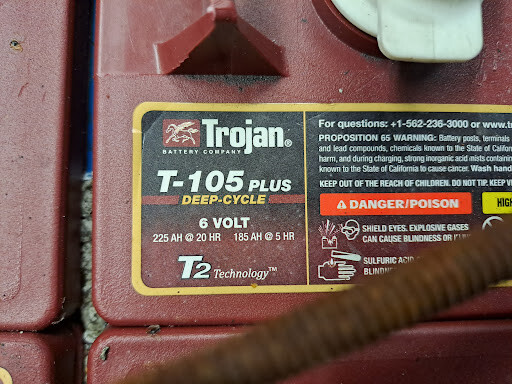 Trojan®
BATTERY COMPANY
T-105 PLUS
DEEP-CYCLE
6 VOLT
225 AH @ 20 HR 185 AH @ 5 HR
T2 Technology™
For questions: +1-562-236-3000 or
PROPOSITION 65 WARNING: Battery posts, terminals
and lead compounds, chemicals known to the State of
harm, and during charging, strong inorganic acid mists containing
known to the State of California to cause cancer. Wash
KEEP OUT OF THE REACH OF CHILDREN. DO NOT TIP. KEEP
DANGER/POISON
SHIELD EYES. EXPLOSIVE GASES
CAN CAUSE BLINDNESS OR
SULFURIC ACID